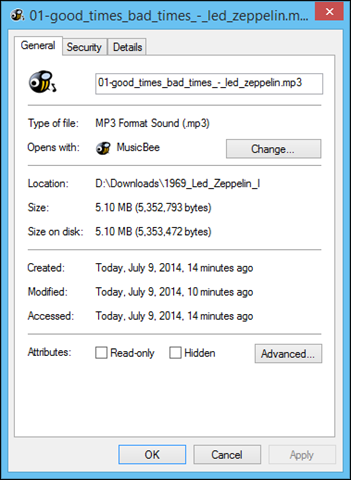 01-good_times_bad_times_-_led_zeppelin.m...
General Security Details
01-good_times_bad_times_-_led_zeppelin.mp3
Type of file: MP3 Format Sound (.mp3)
Opens with: MusicBee Change...
Location: D:\Downloads\1969_Led_Zeppelin_I
Size: 5.10 MB (5,352,793 bytes)
Size on disk: 5.10 MB (5,353,472 bytes)
Created: Today, July 9, 2014, 14 minutes ago
Modified: Today, July 9, 2014, 10 minutes ago
Accessed: Today, July 9, 2014, 14 minutes ago
Attributes: Read-only Hidden Advanced...
OK Cancel Apply